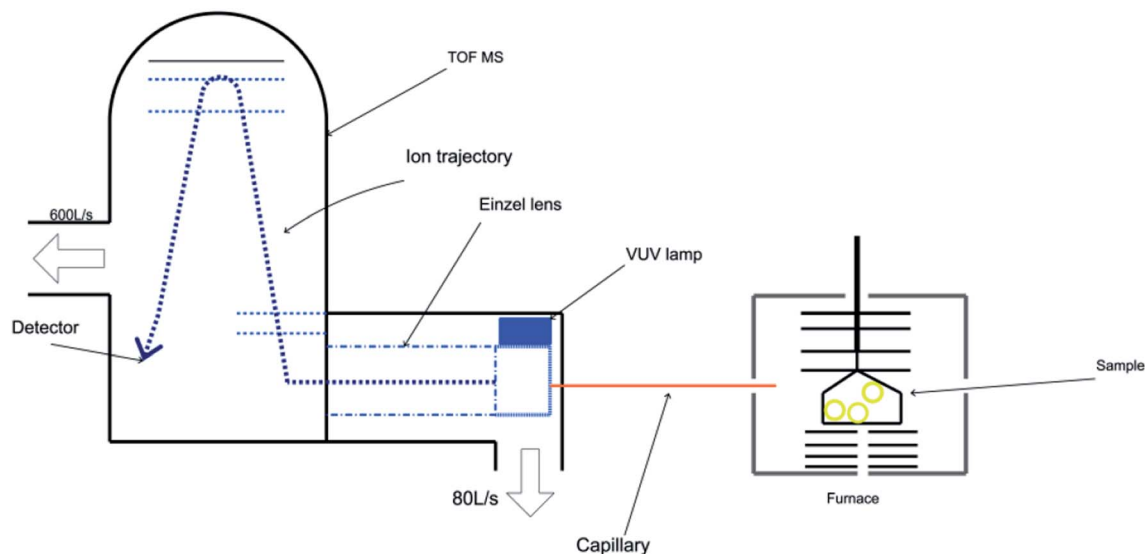 TOF MS
Ion trajectory
600L/s
Einzel lens
VUV lamp
Detector
Sample
80L/s
Furnace
Capillary